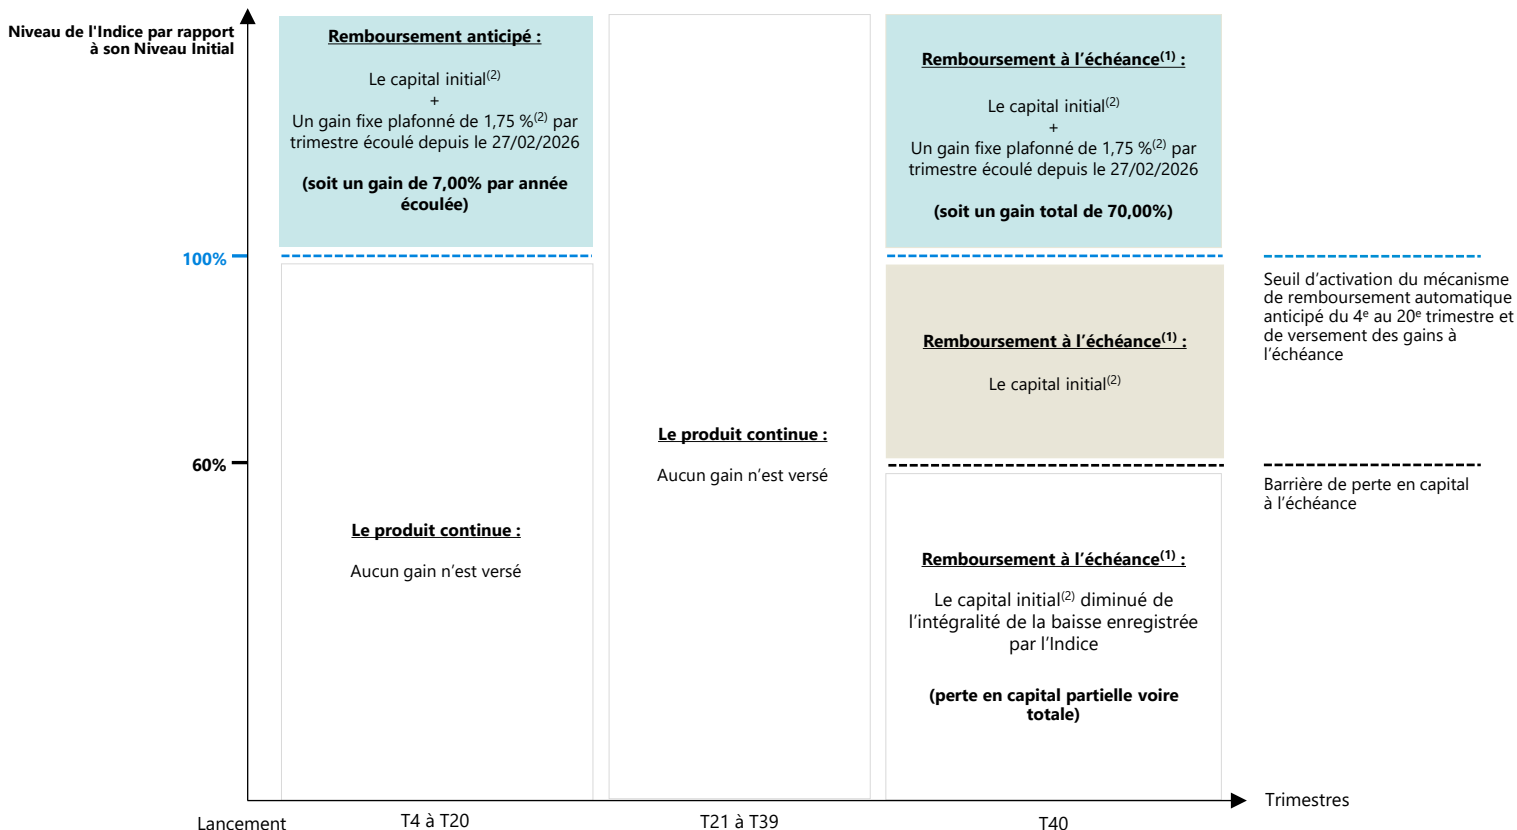 Niveau de l'Indice par rapport
à son Niveau Initial
Remboursement anticipé :
Le capital initial(2)
+
Un gain fixe plafonné de 1,75 %(2) par
trimestre écoulé depuis le 27/02/2026
(soit un gain de 7,00% par année
écoulée)
Remboursement à l’échéance(1) :
Le capital initial(2)
+
Un gain fixe plafonné de 1,75 %(2) par
trimestre écoulé depuis le 27/02/2026
(soit un gain total de 70,00%)
100%
Seuil d’activation du mécanisme
de remboursement automatique
anticipé du 4e au 20e trimestre et
de versement des gains à
l’échéance
Remboursement à l’échéance(1) :
Le capital initial(2)
Le produit continue :
Aucun gain n’est versé
60%
Barrière de perte en capital
à l’échéance
Le produit continue :
Aucun gain n’est versé
Remboursement à l’échéance(1) :
Le capital initial(2) diminué de
l’intégralité de la baisse enregistrée
par l’Indice
(perte en capital partielle voire
totale)
Trimestres
Lancement
T4 à T20
T21 à T39
T40